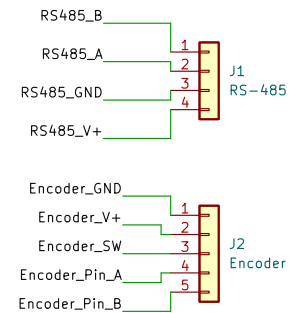 RS485_B
RS485_A
RS485_GND
RS485_V+
1
2
3
4
J1
RS-485
Encoder_GND
Encoder_V+
Encoder_SW
Encoder_Pin_A
Encoder_Pin_B
1
2
3
4
5
J2
Encoder